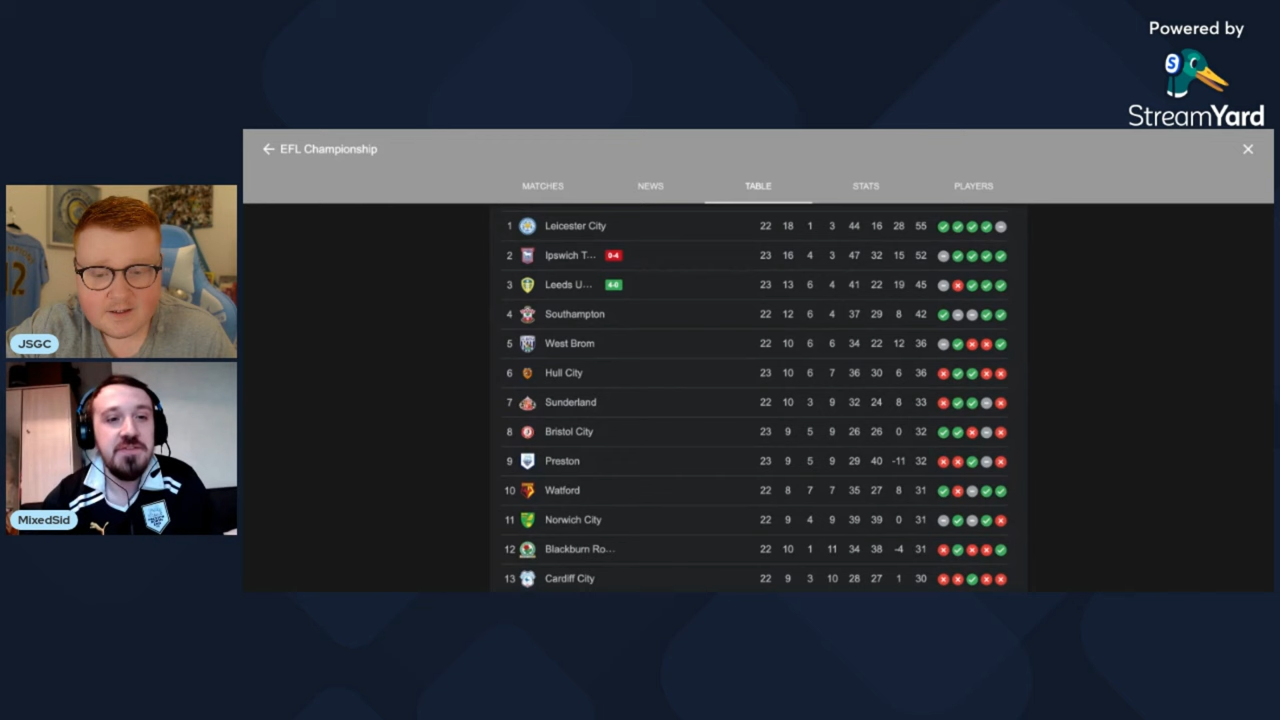 Powered by
S
StreamYard
← EFL Championship ×
MATCHES NEWS TABLE STATS PLAYERS
1 Leicester City 22 18 1 3 44 16 28 55
2 Ipswich T... 0-4 23 16 4 3 47 32 15 52
3 Leeds U... 4-0 23 13 6 4 41 22 19 45
4 Southampton 22 12 6 4 37 29 8 42
5 West Brom 22 10 6 6 34 22 12 36
6 Hull City 23 10 6 7 36 30 6 36
7 Sunderland 22 10 3 9 32 24 8 33
8 Bristol City 23 9 5 9 26 26 0 32
9 Preston 23 9 5 9 29 40 -11 32
10 Watford 22 8 7 7 35 27 8 31
11 Norwich City 22 9 4 9 39 39 0 31
12 Blackburn Ro... 22 10 1 11 34 38 -4 31
13 Cardiff City 22 9 3 10 28 27 1 30
12
JSGC
MixedSid